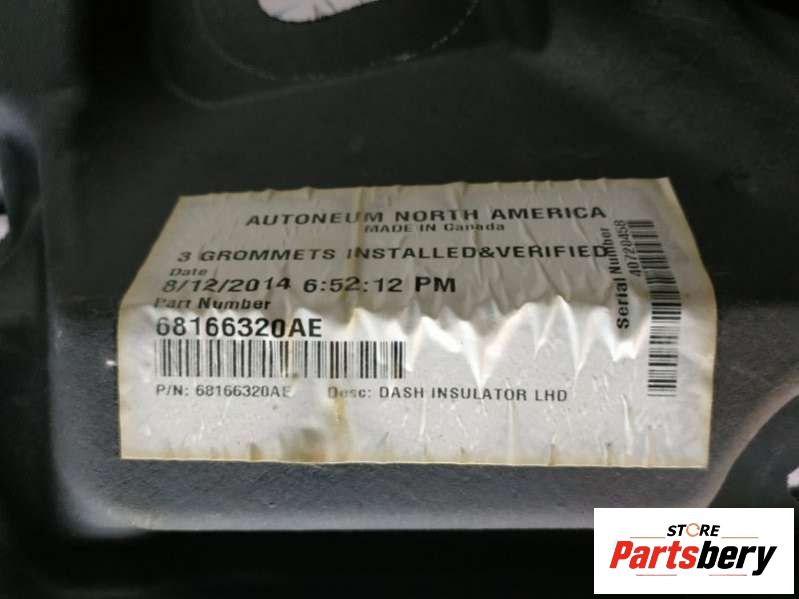 AUTONEUM NORTH AMERICA
MADE IN Canada
3 GROMMETS INSTALLED&VERIFIED
Date
8/12/2014 6:52:12 PM
Part Number
68166320AE
P/N: 68166320AE Desc: DASH INSULATOR LHD
Serial Number
40720458
STORE
Partsbery